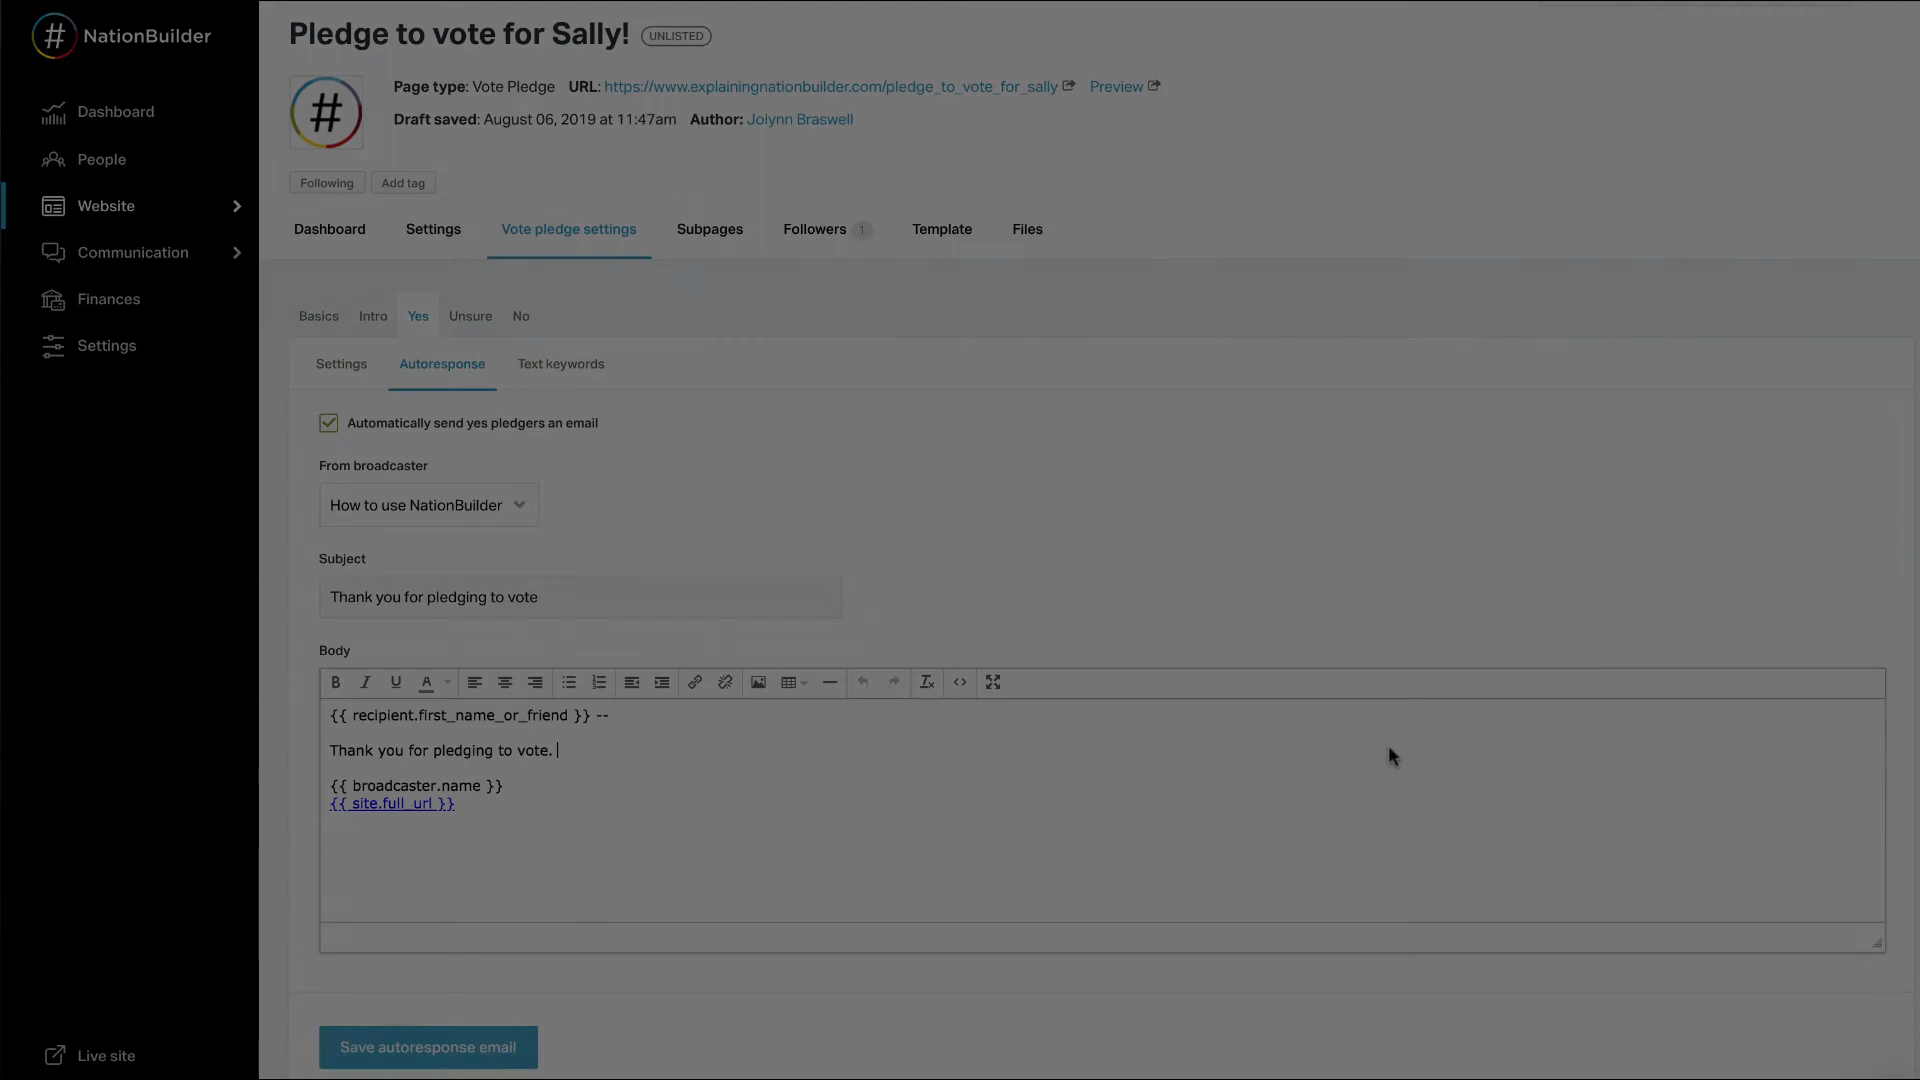 # NationBuilder
Dashboard
People
Website
Communication
Finances
Settings
Live site
Pledge to vote for Sally! UNLISTED
#
Page type: Vote Pledge URL: https://www.explainingnationbuilder.com/pledge_to_vote_for_sally Preview
Draft saved: August 06, 2019 at 11:47am Author: Jolynn Braswell
Following Add tag
Dashboard Settings Vote pledge settings Subpages Followers 1 Template Files
Basics Intro Yes Unsure No
Settings Autoresponse Text keywords
Automatically send yes pledgers an email
From broadcaster
How to use NationBuilder
Subject
Thank you for pledging to vote
Body
B I U A
{{ recipient.first_name_or_friend }} --
Thank you for pledging to vote.
{{ broadcaster.name }}
{{ site.full_url }}
Save autoresponse email